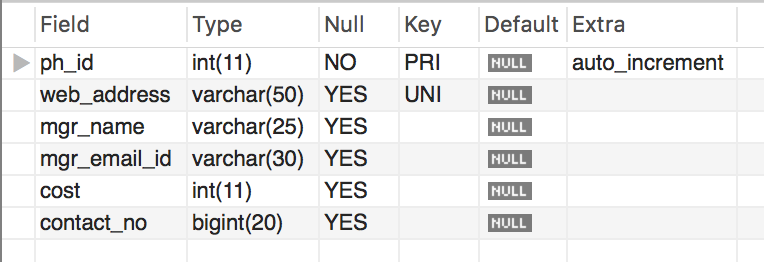 Field Type Null Key Default Extra
ph_id int(11) NO PRI NULL auto_increment
web_address varchar(50) YES UNI NULL
mgr_name varchar(25) YES NULL
mgr_email_id varchar(30) YES NULL
cost int(11) YES NULL
contact_no bigint(20) YES NULL